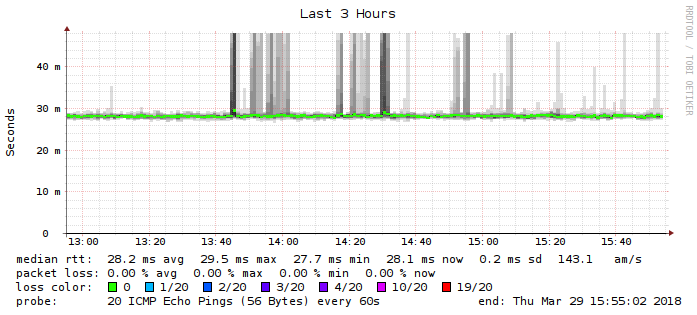 Last 3 Hours
RRDTOOL / TOBI OETIKER
Seconds
40 m
30 m
20 m
10 m
0
13:00 13:20 13:40 14:00 14:20 14:40 15:00 15:20 15:40
median rtt: 28.2 ms avg 29.5 ms max 27.7 ms min 28.1 ms now 0.2 ms sd 143.1 am/s
packet loss: 0.00 % avg 0.00 % max 0.00 % min 0.00 % now
loss color: 0 1/20 2/20 3/20 4/20 10/20 19/20
probe: 20 ICMP Echo Pings (56 Bytes) every 60s end: Thu Mar 29 15:55:02 2018